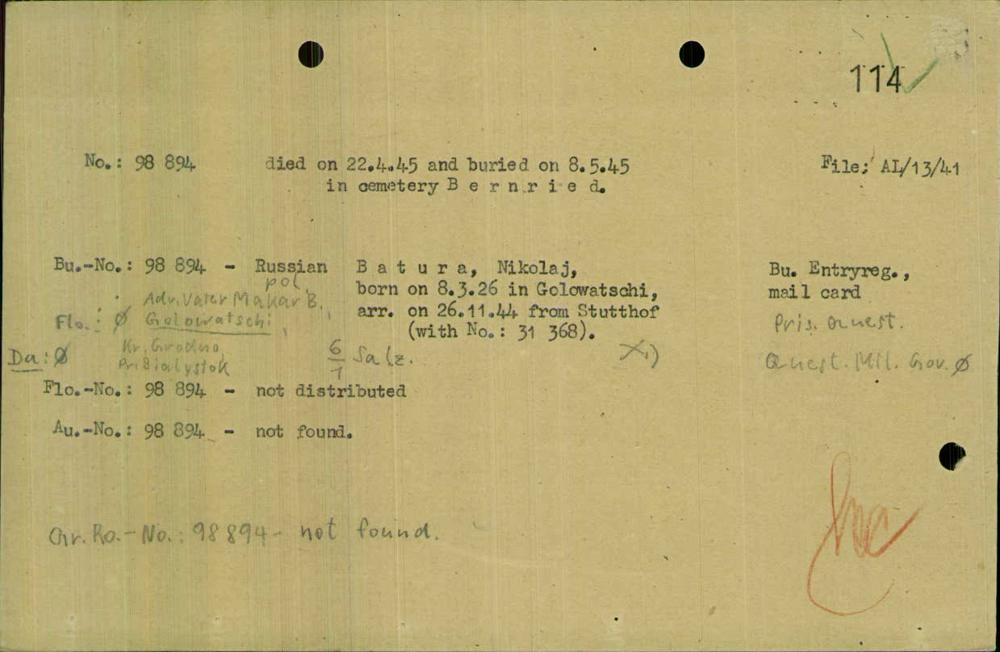 114
No.: 98 894 died on 22.4.45 and buried on 8.5.45 File; AL/13/41
in cemetery B e r n r i e d.
Bu.-No.: 98 894 - Russian B a t u r a, Nikolaj, Bu. Entryreg.,
pol. born on 8.3.26 in Golowatschi, mail card
Adr. Vater Makar B.,
Flo.: Ø Golowatschi, arr. on 26.11.44 from Stutthof Pris. quest.
(with No.: 31 368).
Da: Ø Kr. Grodno, 6/7 Salz. X) Quest. Mil. Gov. Ø
Pr. Bialystok
Flo.-No.: 98 894 - not distributed
Au.-No.: 98 894 - not found.
Gr. Ro.-No.: 98894 - not found.